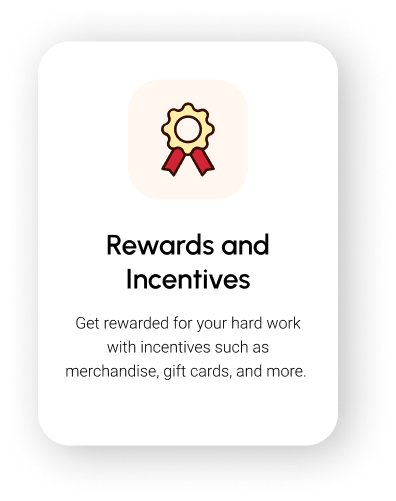 Rewards and
Incentives
Get rewarded for your hard work
with incentives such as
merchandise, gift cards, and more.